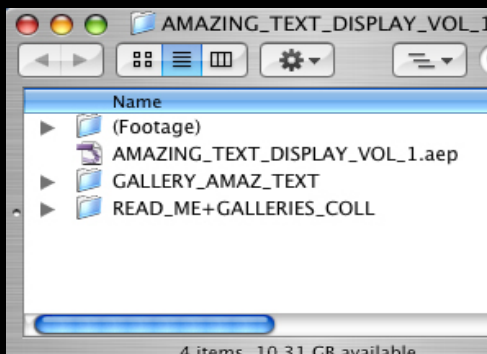 AMAZING_TEXT_DISPLAY_VOL_1
Name
(Footage)
AMAZING_TEXT_DISPLAY_VOL_1.aep
GALLERY_AMAZ_TEXT
READ_ME+GALLERIES_COLL
4 items, 10.31 GB available